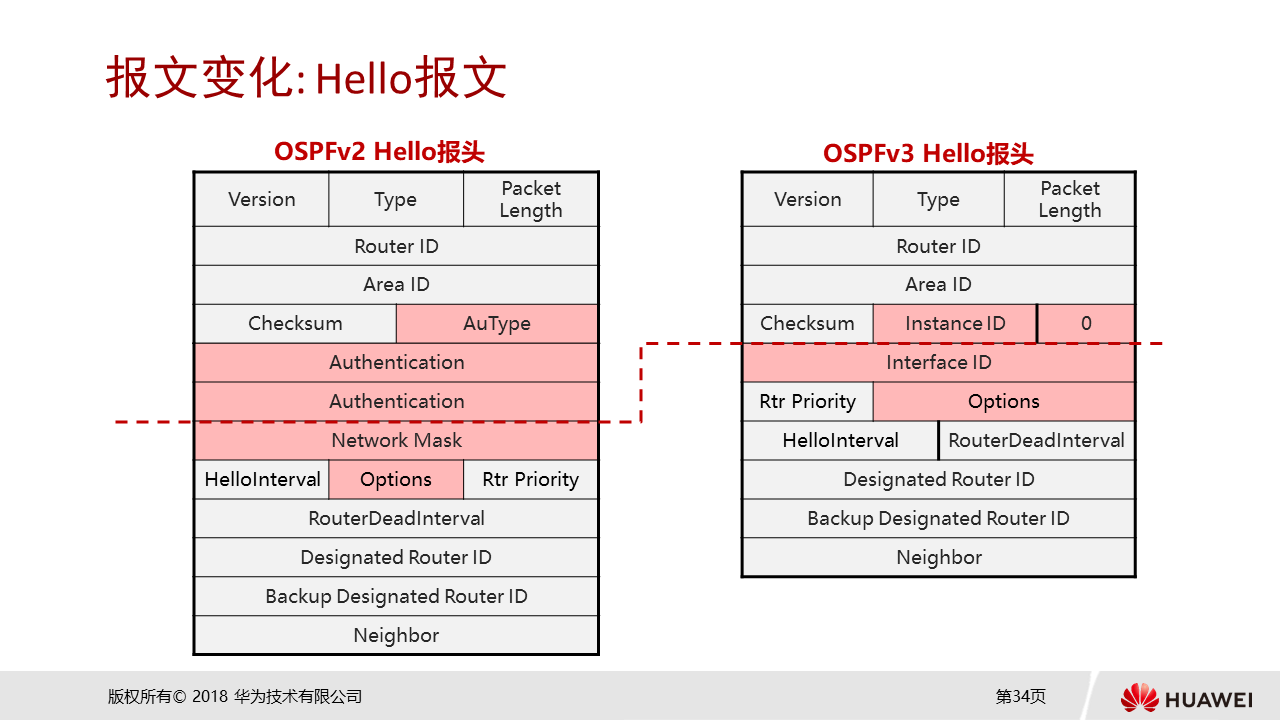 报文变化: Hello报文
OSPFv2 Hello报头
Version Type Packet Length
Router ID
Area ID
Checksum AuType
Authentication
Authentication
Network Mask
HelloInterval Options Rtr Priority
RouterDeadInterval
Designated Router ID
Backup Designated Router ID
Neighbor
OSPFv3 Hello报头
Version Type Packet Length
Router ID
Area ID
Checksum Instance ID 0
Interface ID
Rtr Priority Options
HelloInterval RouterDeadInterval
Designated Router ID
Backup Designated Router ID
Neighbor
版权所有© 2018 华为技术有限公司
第34页
HUAWEI